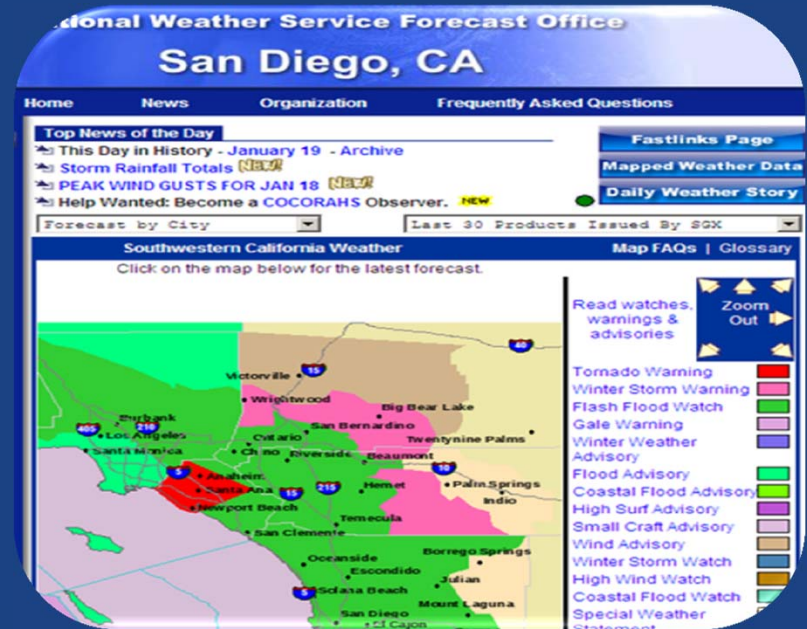 tional Weather Service Forecast Office
San Diego, CA
Home News Organization Frequently Asked Questions
Top News of the Day
This Day in History - January 19 - Archive
Storm Rainfall Totals NEW!
PEAK WIND GUSTS FOR JAN 18 NEW!
Help Wanted: Become a COCORAHS Observer. NEW
Fastlinks Page
Mapped Weather Data
Daily Weather Story
Forecast by City
Last 30 Products Issued By SGX
Southwestern California Weather
Map FAQs | Glossary
Click on the map below for the latest forecast.
Read watches,
warnings &
advisories
Zoom
Out
40
15
Victorville
Wrightwood
Big Bear Lake
Burbank
405
210
Los Angeles
San Bernardino
Ontario
Twentynine Palms
Santa Monica
Chino
Riverside
Beaumont
5
10
Anaheim
Santa Ana
15
215
Hemet
Palm Springs
Indio
Newport Beach
Temecula
San Clemente
Oceanside
Borrego Springs
Escondido
Julian
5
Solana Beach
Mount Laguna
San Diego
El Cajon
Tornado Warning
Winter Storm Warning
Flash Flood Watch
Gale Warning
Winter Weather
Advisory
Flood Advisory
Coastal Flood Advisory
High Surf Advisory
Small Craft Advisory
Wind Advisory
Winter Storm Watch
High Wind Watch
Coastal Flood Watch
Special Weather
Statement